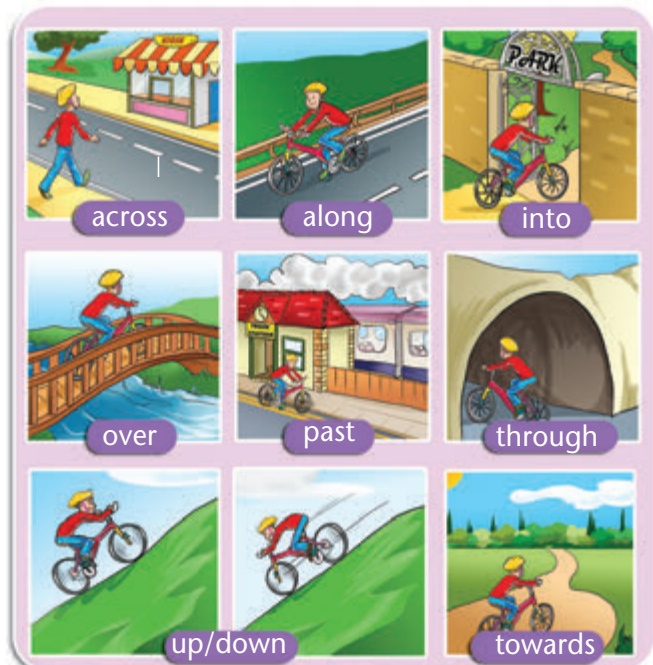 PARK
across
along
into
over
past
through
up/down
towards